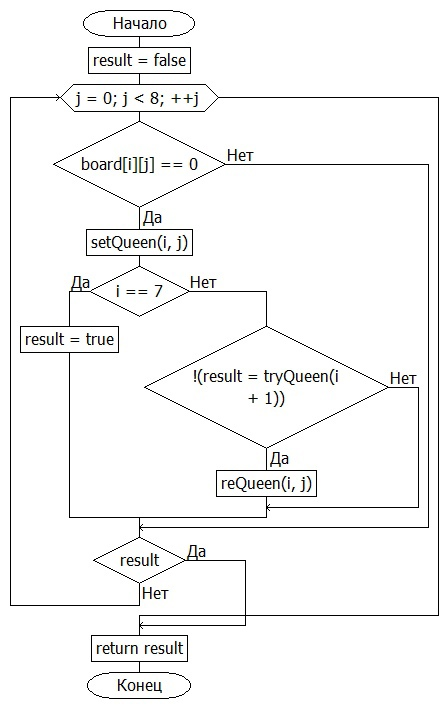 Начало
result = false
j = 0; j < 8; ++j
board[i][j] == 0
Нет
Да
setQueen(i, j)
Да
i == 7
Нет
result = true
!(result = tryQueen(i
+ 1))
Нет
Да
reQueen(i, j)
result
Да
Нет
return result
Конец